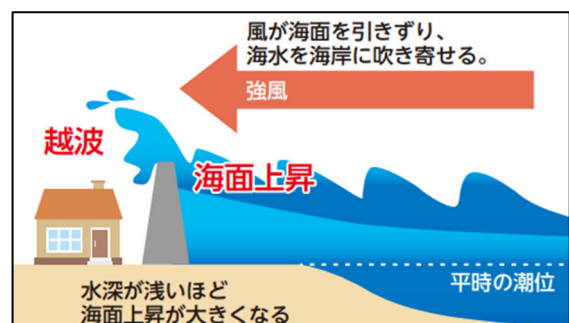 風が海面を引きずり、
海水を海岸に吹き寄せる。
強風
越波
海面上昇
平時の潮位
水深が浅いほど
海面上昇が大きくなる